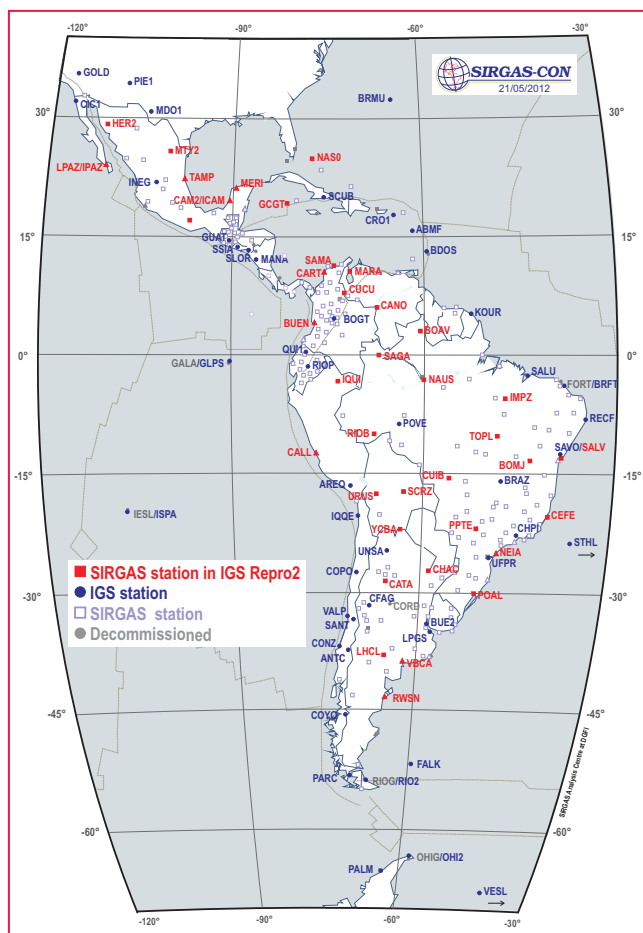 -120°
-90°
-60°
-30°
SIRGAS-CON
21/05/2012
GOLD
PIE1
CIC1
MDO1
BRMU
30°
30°
HER2
MTY2
NAS0
LPAZ/IPAZ
TAMP
MERI
INEG
CAM2/ICAM
GCGT
SCUB
CRO1
ABMF
15°
15°
GUAT
SSIA
SLOR
MANA
BDOS
SAMA
CART
MARA
CUCU
CANO
KOUR
BUEN
BOGT
BOAV
QUI1
0°
0°
GALA/GLPS
RIOP
SAGA
IQUI
NAUS
SALU
FORT/BRFT
IMPZ
RECF
POVE
RIOB
TOPL
CALL
SAVO/SALV
BOMJ
-15°
-15°
CUIB
BRAZ
AREQ
URUS
SCRZ
IESL/ISPA
IQQE
CEFE
YCBA
PPTE
CHPI
STHL
UNSA
NEIA
UFPR
COPO
CHAC
CATA
SIRGAS station in IGS Repro2
IGS station
SIRGAS station
Decommissioned
POAL
-30°
-30°
CFAG
CORD
VALP
SANT
BUE2
LPGS
CONZ
ANTC
LHCL
VBCA
RWSN
COYQ
-45°
-45°
FALK
PARC
RIOG/RIO2
SIRGAS Analysis Centre at DGFI
-60°
-60°
OHIG/OHI2
PALM
VESL
-120°
-90°
-60°
-30°